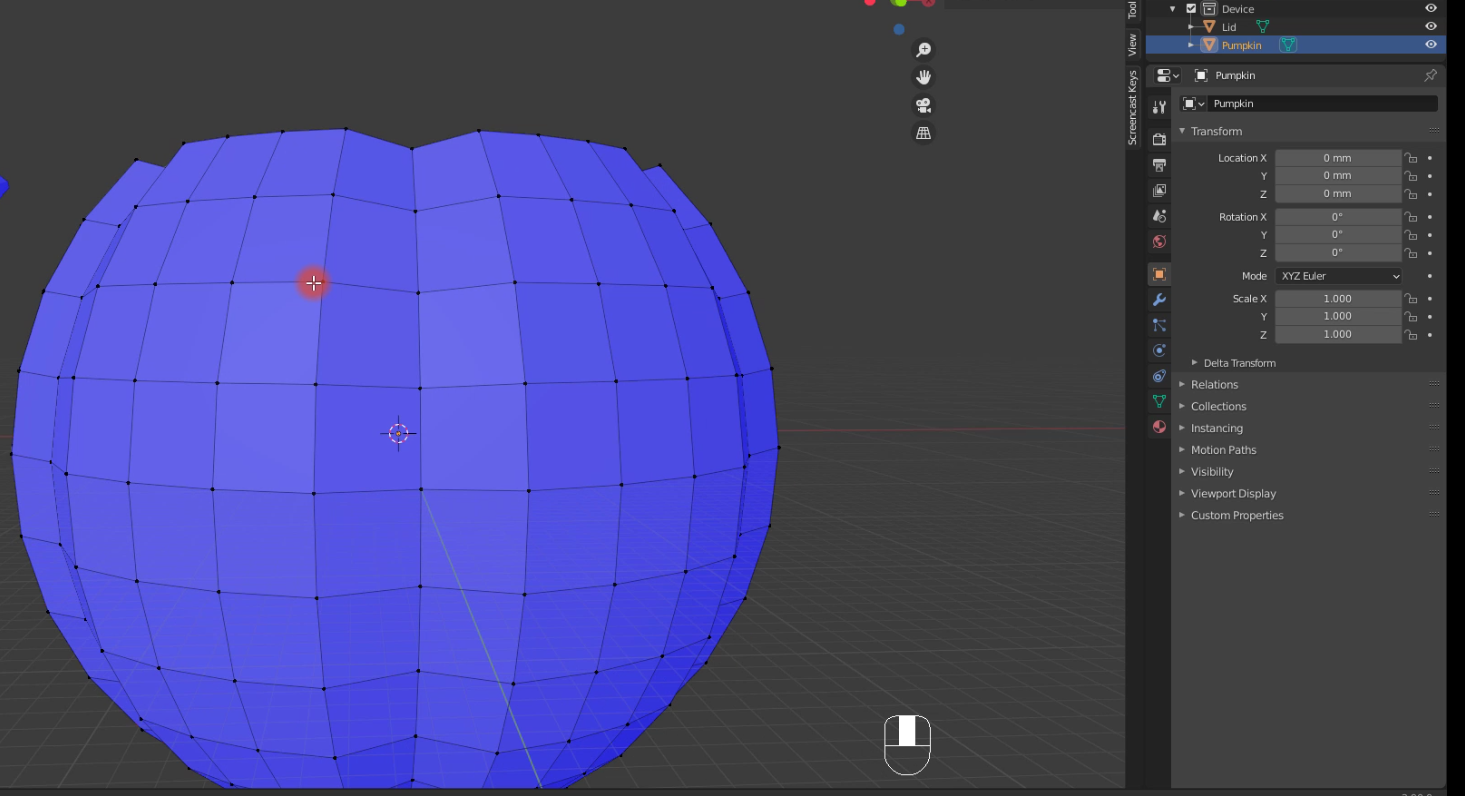 Tool
View
Screencast Keys
Device
Lid
Pumpkin
Pumpkin
Pumpkin
Transform
Location X 0 mm
Y 0 mm
Z 0 mm
Rotation X 0°
Y 0°
Z 0°
Mode XYZ Euler
Scale X 1.000
Y 1.000
Z 1.000
Delta Transform
Relations
Collections
Instancing
Motion Paths
Visibility
Viewport Display
Custom Properties